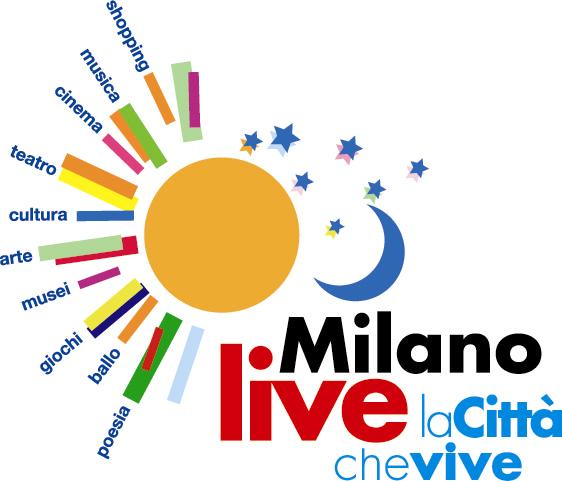 shopping
musica
cinema
teatro
cultura
arte
musei
giochi
ballo
poesia
Milano
live laCittà
chevive